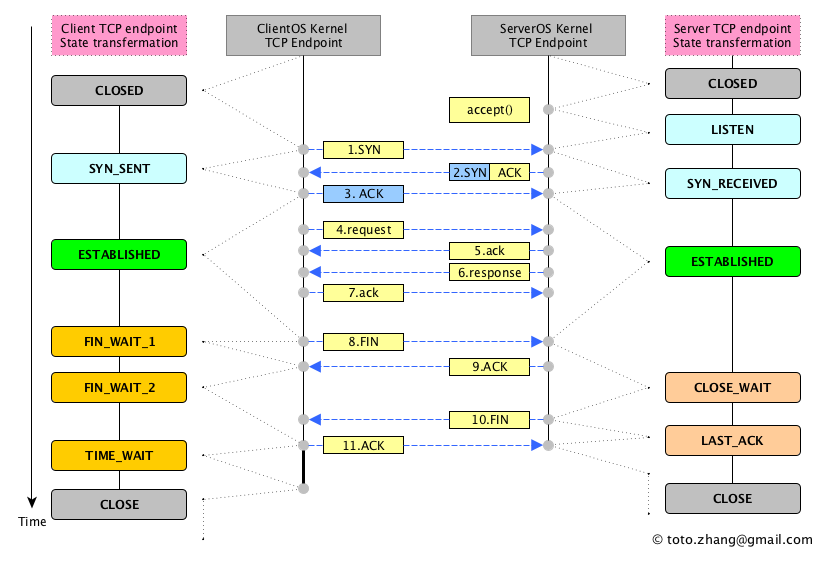 Client TCP endpoint
State transfermation
ClientOS Kernel
TCP Endpoint
ServerOS Kernel
TCP Endpoint
Server TCP endpoint
State transfermation
CLOSED
CLOSED
accept()
LISTEN
1.SYN
SYN_SENT
2.SYN ACK
SYN_RECEIVED
3. ACK
4.request
ESTABLISHED
5.ack
ESTABLISHED
6.response
7.ack
FIN_WAIT_1
8.FIN
9.ACK
FIN_WAIT_2
CLOSE_WAIT
10.FIN
TIME_WAIT
11.ACK
LAST_ACK
CLOSE
CLOSE
Time
© toto.zhang@gmail.com